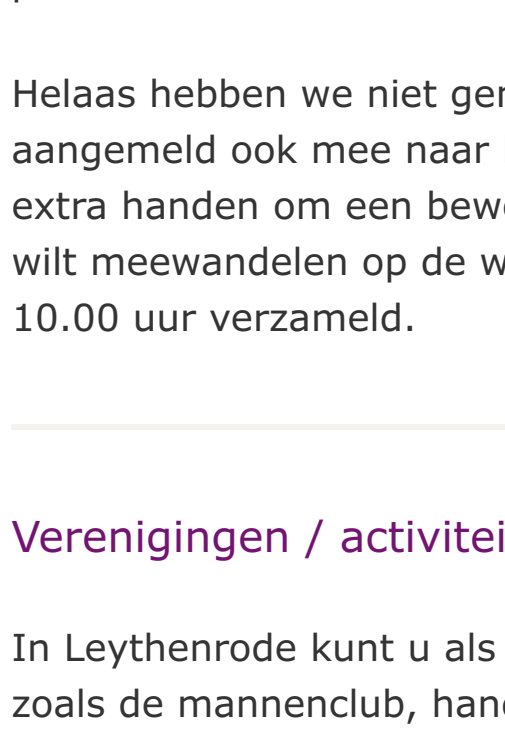 Helaas hebben we niet
aangemeld ook mee naar
extra handen om een
wilt meewandelen op de
10.00 uur verzameld.
Verenigingen /
In Leythenrode kunt u als
zoals de mannenclub,